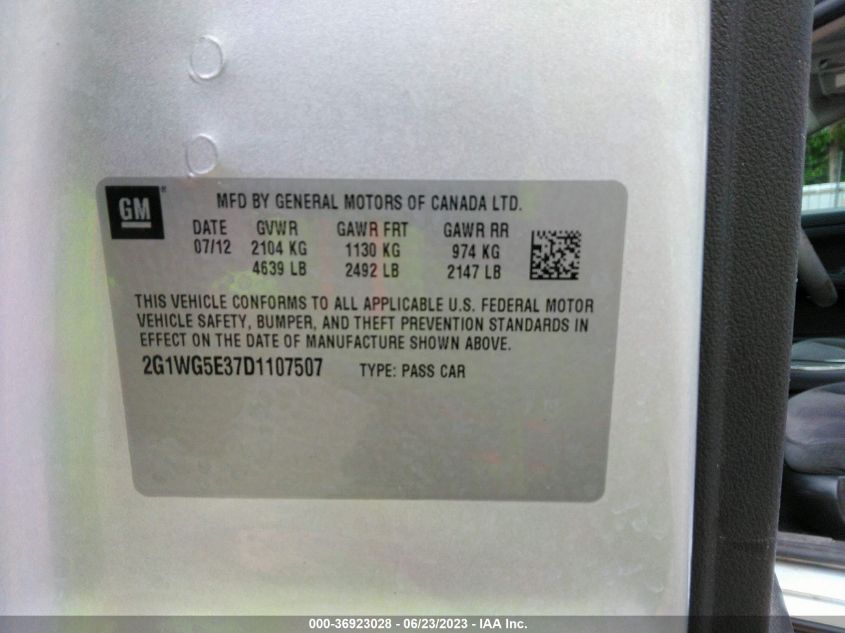 GM ®
MFD BY GENERAL MOTORS OF CANADA LTD.
DATE GVWR GAWR FRT GAWR RR
07/12 2104 KG 1130 KG 974 KG
4639 LB 2492 LB 2147 LB
THIS VEHICLE CONFORMS TO ALL APPLICABLE U.S. FEDERAL MOTOR
VEHICLE SAFETY, BUMPER, AND THEFT PREVENTION STANDARDS IN
EFFECT ON THE DATE OF MANUFACTURE SHOWN ABOVE.
2G1WG5E37D1107507 TYPE: PASS CAR
000-36923028 - 06/23/2023 - IAA Inc.